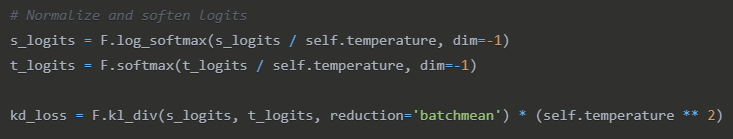 # Normalize and soften logits
s_logits = F.log_softmax(s_logits / self.temperature, dim=-1)
t_logits = F.softmax(t_logits / self.temperature, dim=-1)
kd_loss = F.kl_div(s_logits, t_logits, reduction='batchmean') * (self.temperature ** 2)